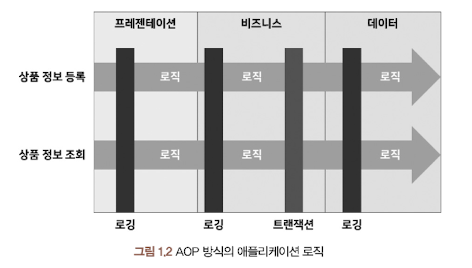 프레젠테이션 비즈니스 데이터
상품 정보 등록 로직 로직 로직
상품 정보 조회 로직 로직 로직
로깅 로깅 트랜잭션 로깅
그림 1.2 AOP 방식의 애플리케이션 로직